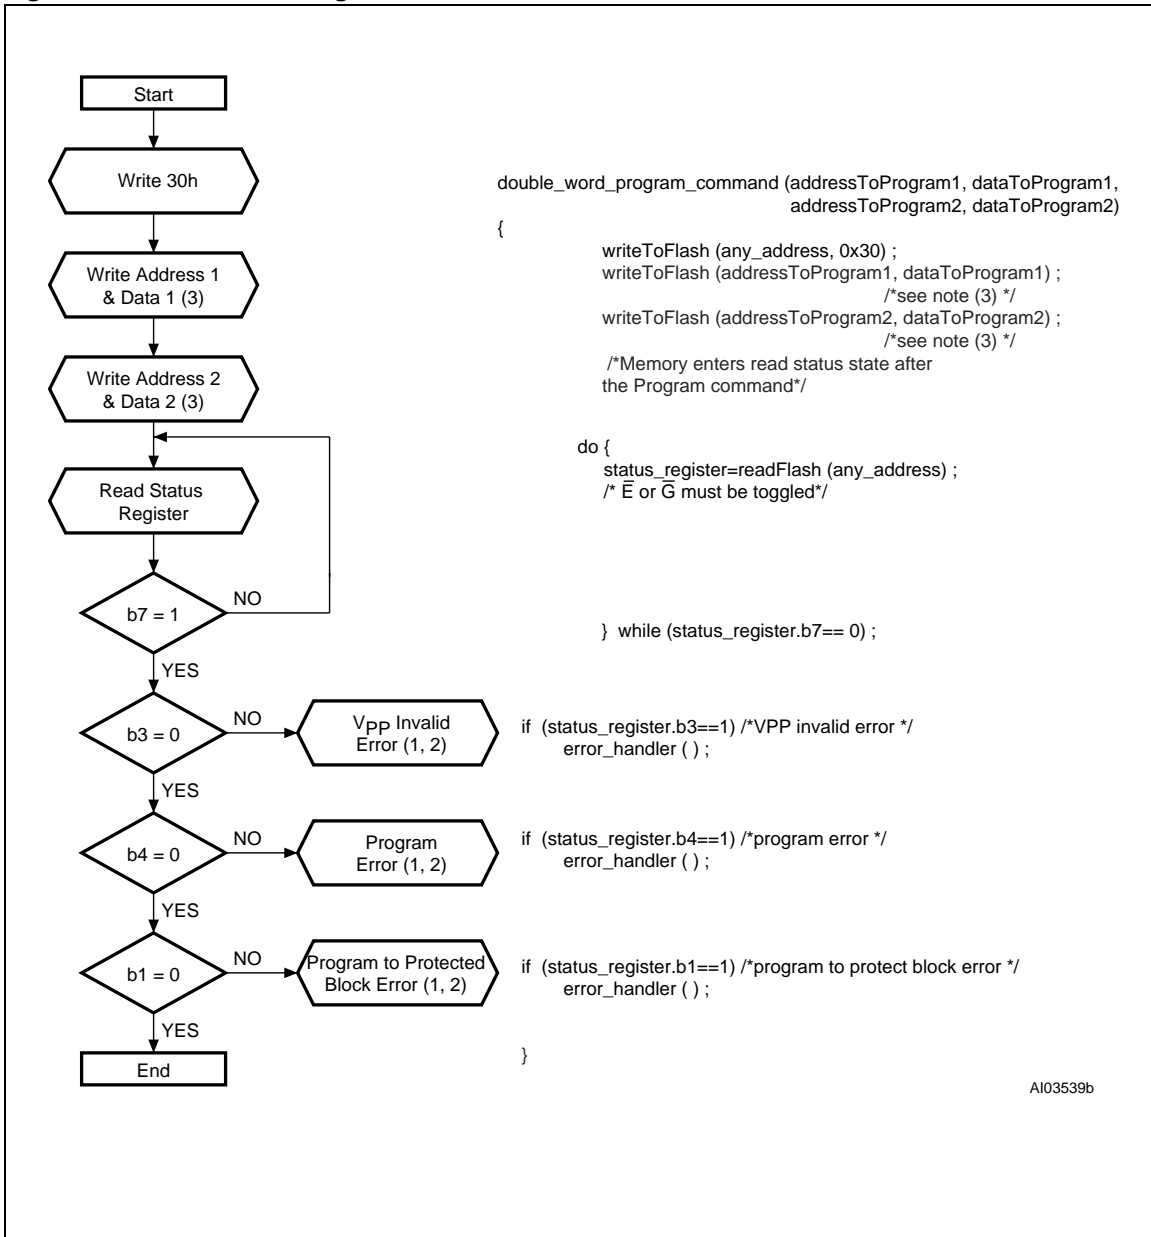 Start
Write 30h
Write Address 1
& Data 1 (3)
Write Address 2
& Data 2 (3)
Read Status
Register
b7 = 1
NO
YES
b3 = 0
NO
VPP Invalid
Error (1, 2)
YES
b4 = 0
NO
Program
Error (1, 2)
YES
b1 = 0
NO
Program to Protected
Block Error (1, 2)
YES
End
double_word_program_command (addressToProgram1, dataToProgram1,
addressToProgram2, dataToProgram2)
{
writeToFlash (any_address, 0x30) ;
writeToFlash (addressToProgram1, dataToProgram1) ;
/*see note (3) */
writeToFlash (addressToProgram2, dataToProgram2) ;
/*see note (3) */
/*Memory enters read status state after
the Program command*/
do {
status_register=readFlash (any_address) ;
/* E̅ or G̅ must be toggled*/
} while (status_register.b7== 0) ;
if (status_register.b3==1) /*VPP invalid error */
error_handler ( ) ;
if (status_register.b4==1) /*program error */
error_handler ( ) ;
if (status_register.b1==1) /*program to protect block error */
error_handler ( ) ;
}
AI03539b